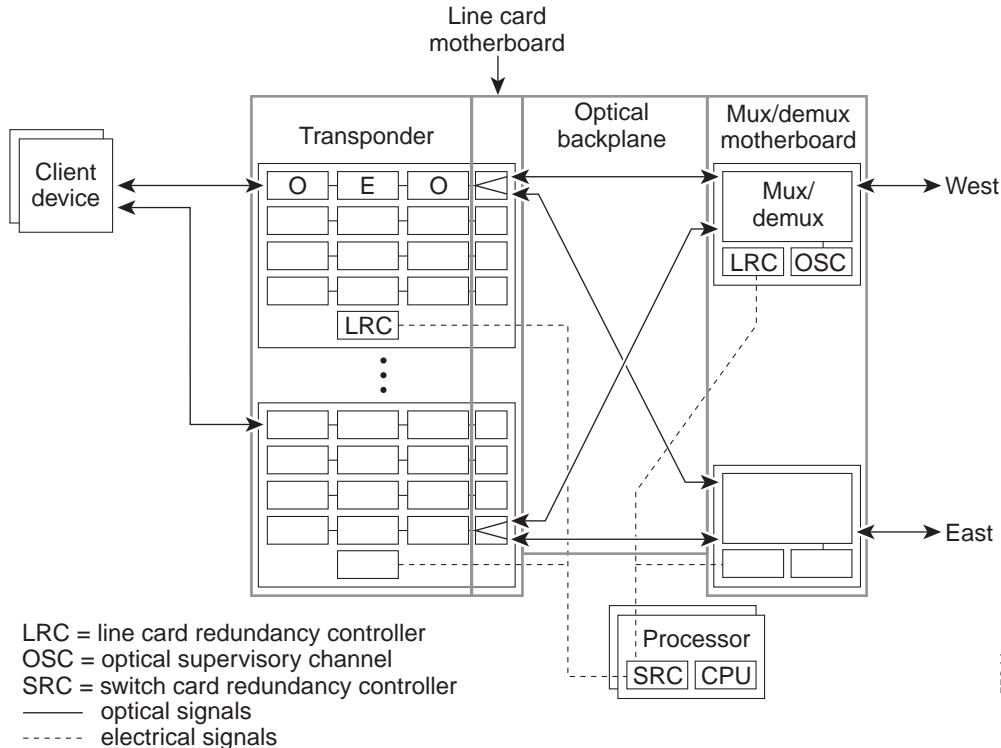 Line card
motherboard
Transponder
Optical
backplane
Mux/demux
motherboard
Client
device
O E O
Mux/
demux
West
LRC OSC
LRC
East
Processor
SRC CPU
LRC = line card redundancy controller
OSC = optical supervisory channel
SRC = switch card redundancy controller
optical signals
electrical signals